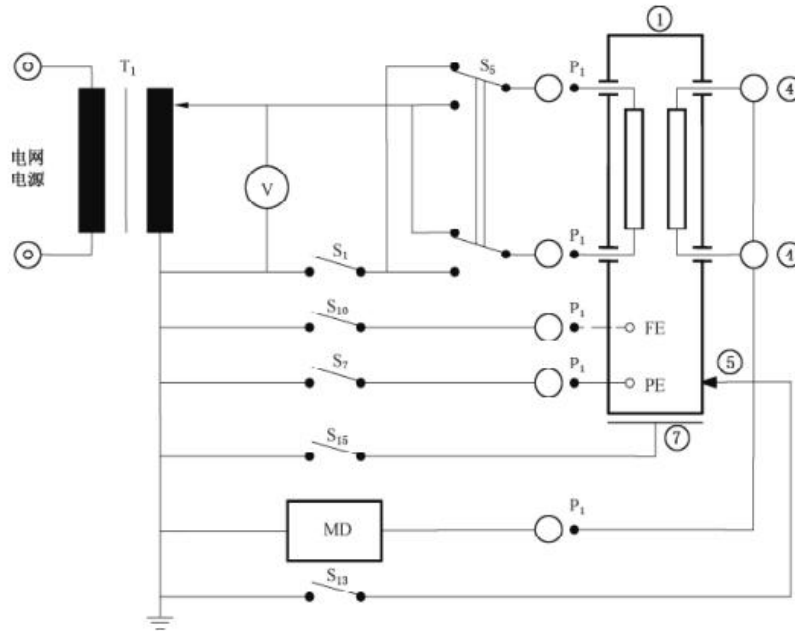 ①
T₁
S₅
P₁
④
电网
电源
V
P₁
④
S₁
S₁₀
P₁
FE
S₇
P₁
⑤
PE
S₁₅
⑦
P₁
MD
S₁₃